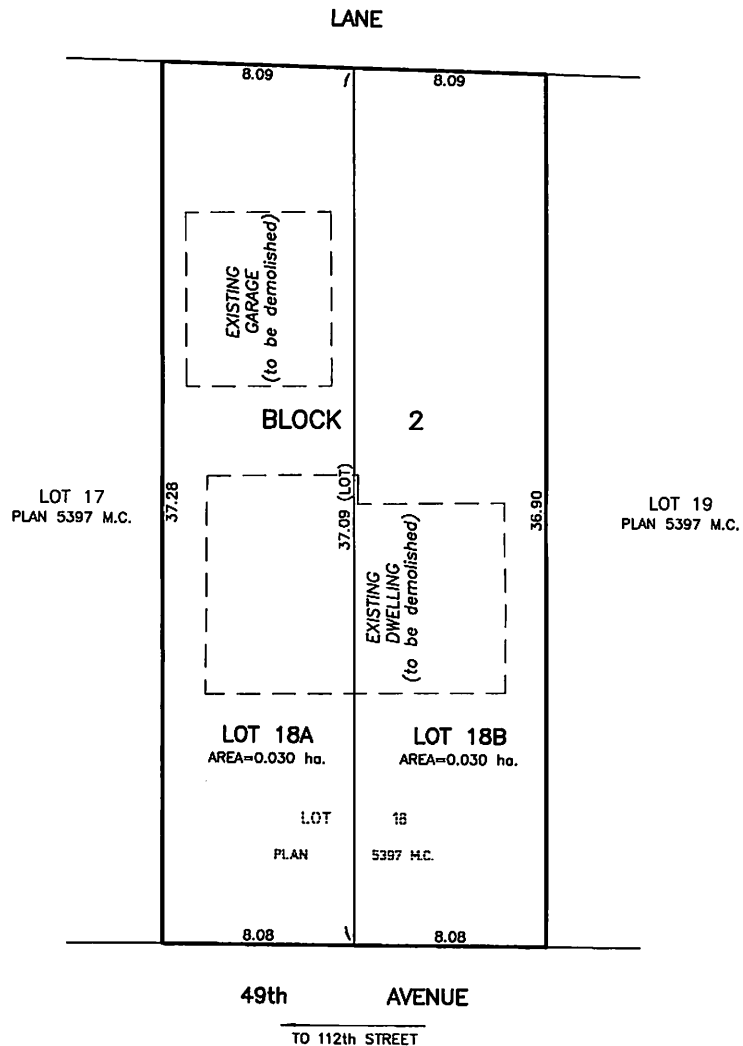 LANE
8.09
8.09
EXISTING
GARAGE
(to be demolished)
BLOCK 2
LOT 17
PLAN 5397 M.C.
37.28
37.09 (LOT)
36.90
LOT 19
PLAN 5397 M.C.
EXISTING
DWELLING
(to be demolished)
LOT 18A
AREA=0.030 ha.
LOT 18B
AREA=0.030 ha.
LOT 18
PLAN 5397 M.C.
8.08
8.08
49th AVENUE
TO 112th STREET